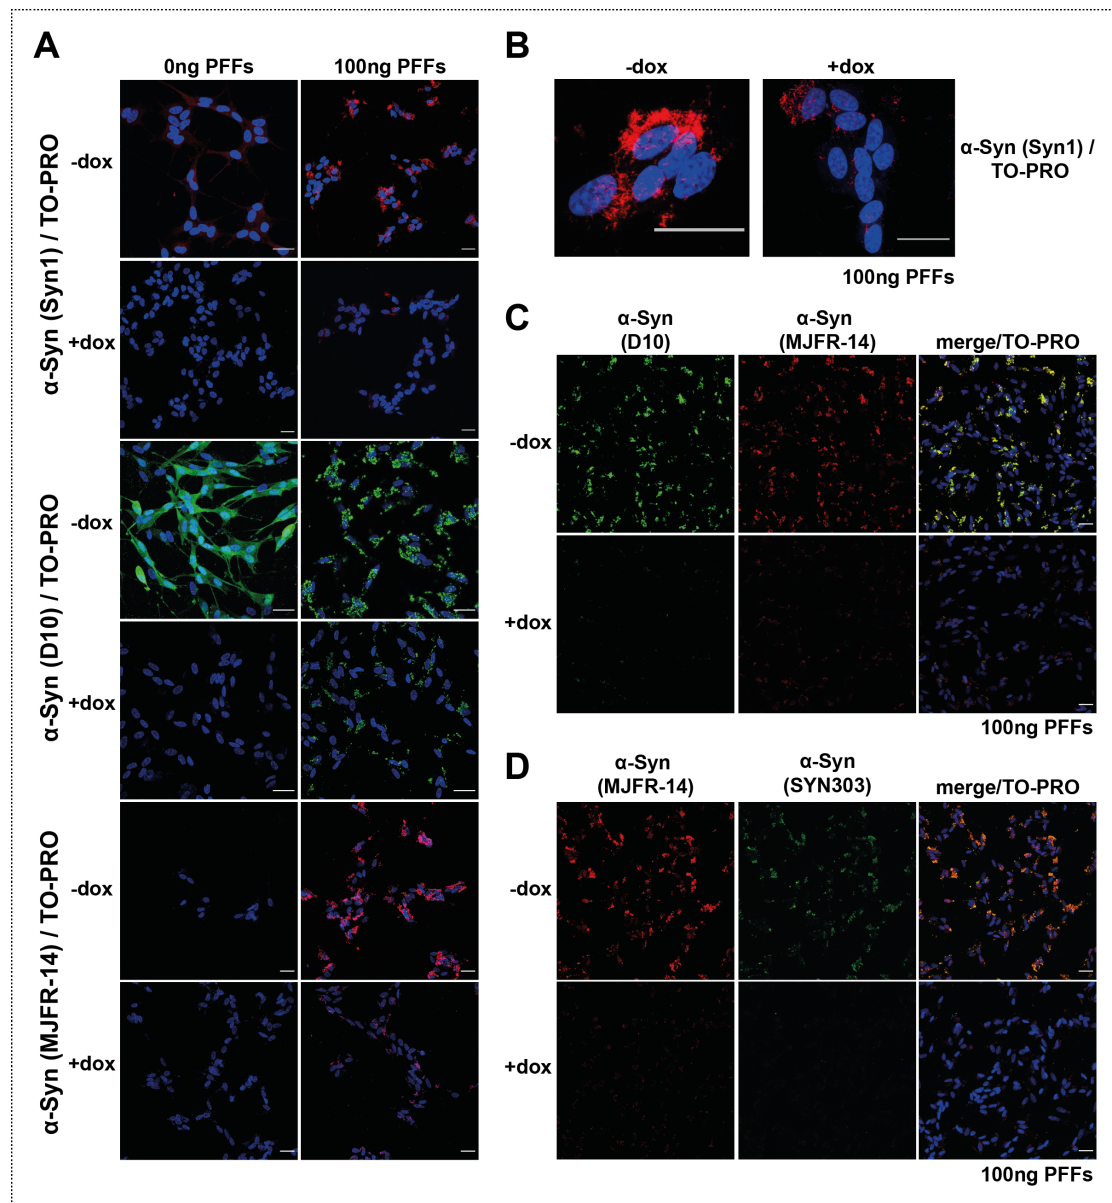 A
0ng PFFs
100ng PFFs
α-Syn (Syn1) / TO-PRO
-dox
+dox
α-Syn (D10) / TO-PRO
-dox
+dox
α-Syn (MJFR-14) / TO-PRO
-dox
+dox
B
-dox
+dox
α-Syn (Syn1) /
TO-PRO
100ng PFFs
C
α-Syn
(D10)
α-Syn
(MJFR-14)
merge/TO-PRO
-dox
+dox
100ng PFFs
D
α-Syn
(MJFR-14)
α-Syn
(SYN303)
merge/TO-PRO
-dox
+dox
100ng PFFs